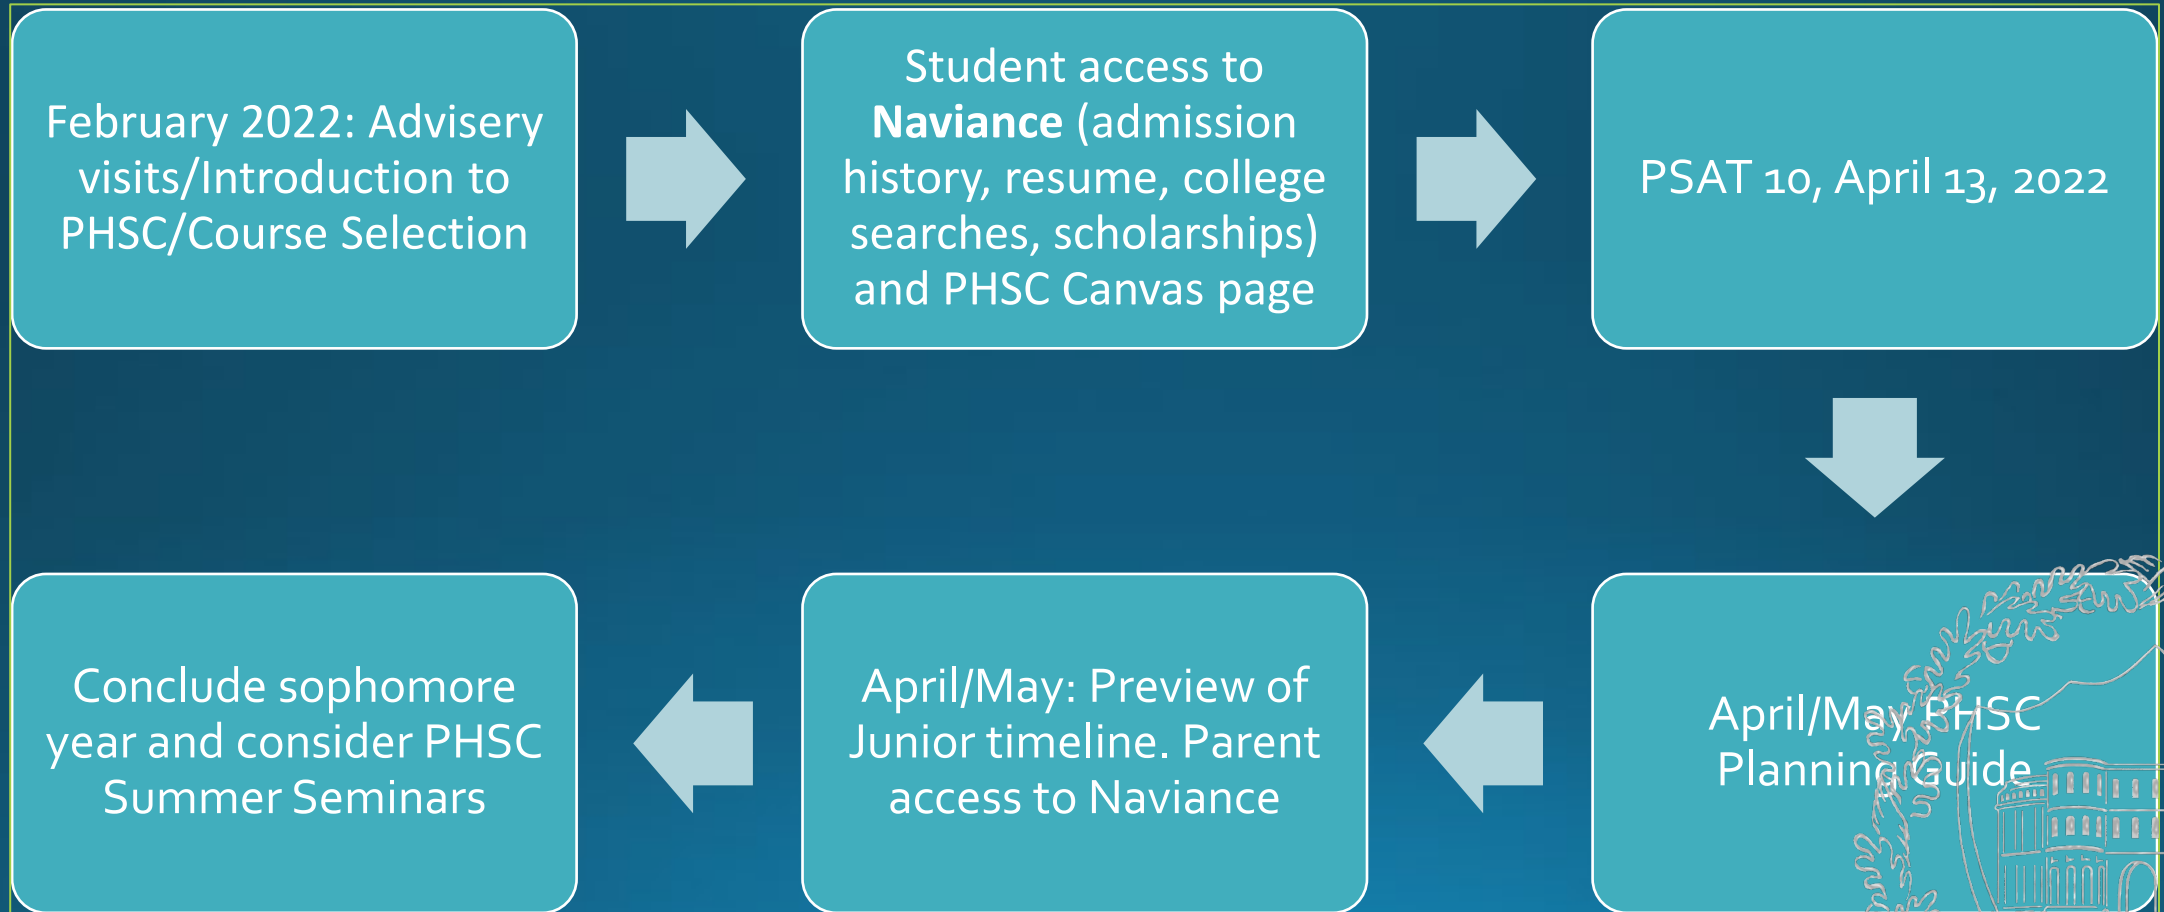 February 2022: Advisery
visits/Introduction to
PHSC/Course Selection
Student access to
Naviance (admission
history, resume, college
searches, scholarships)
and PHSC Canvas page
PSAT 10, April 13, 2022
April/May PHSC
Planning Guide
April/May: Preview of
Junior timeline. Parent
access to Naviance
Conclude sophomore
year and consider PHSC
Summer Seminars